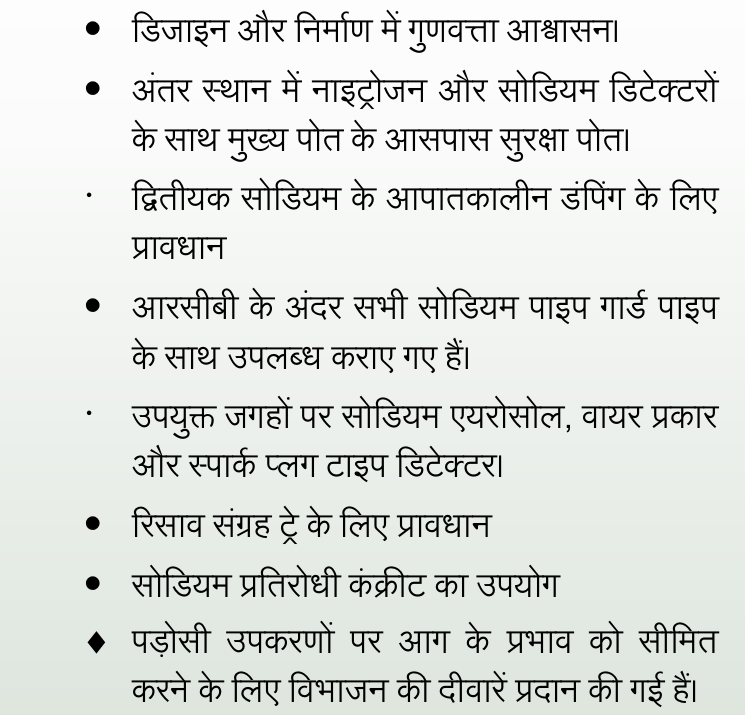 ● डिजाइन और निर्माण में गुणवत्ता आश्वासन।
● अंतर स्थान में नाइट्रोजन और सोडियम डिटेक्टरों
के साथ मुख्य पोत के आसपास सुरक्षा पोत।
· द्वितीयक सोडियम के आपातकालीन डंपिंग के लिए
प्रावधान
● आरसीबी के अंदर सभी सोडियम पाइप गार्ड पाइप
के साथ उपलब्ध कराए गए हैं।
· उपयुक्त जगहों पर सोडियम एयरोसोल, वायर प्रकार
और स्पार्क प्लग टाइप डिटेक्टर।
● रिसाव संग्रह ट्रे के लिए प्रावधान
● सोडियम प्रतिरोधी कंक्रीट का उपयोग
♦ पड़ोसी उपकरणों पर आग के प्रभाव को सीमित
करने के लिए विभाजन की दीवारें प्रदान की गई हैं।